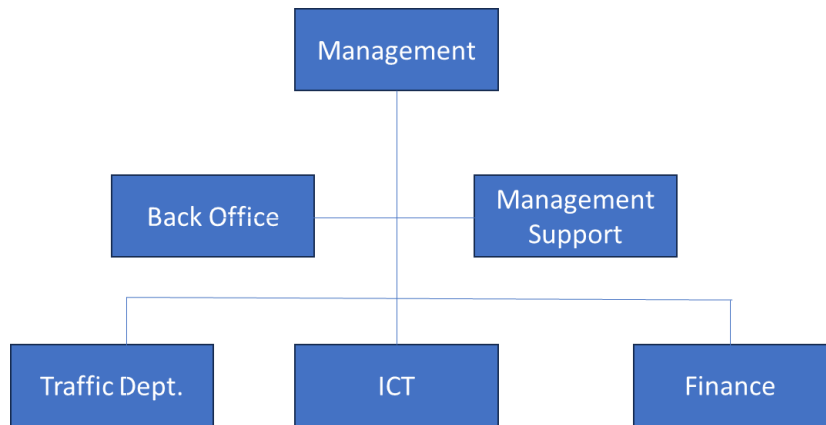 Management
Back Office
Management
Support
Traffic Dept.
ICT
Finance